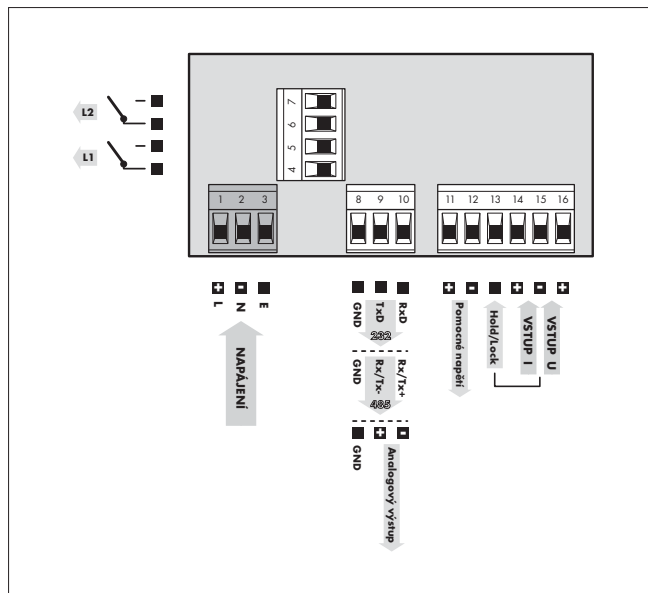 L2
L1
7
6
5
4
1 2 3
8 9 10
11 12 13 14 15 16
+ L
- N
E
NAPÁJENÍ
GND
TxD
RxD
232
GND
Rx/Tx-
Rx/Tx+
485
GND
+
-
Analogový výstup
+
-
Pomocné napětí
Hold/Lock
+
VSTUP I
-
+
VSTUP U